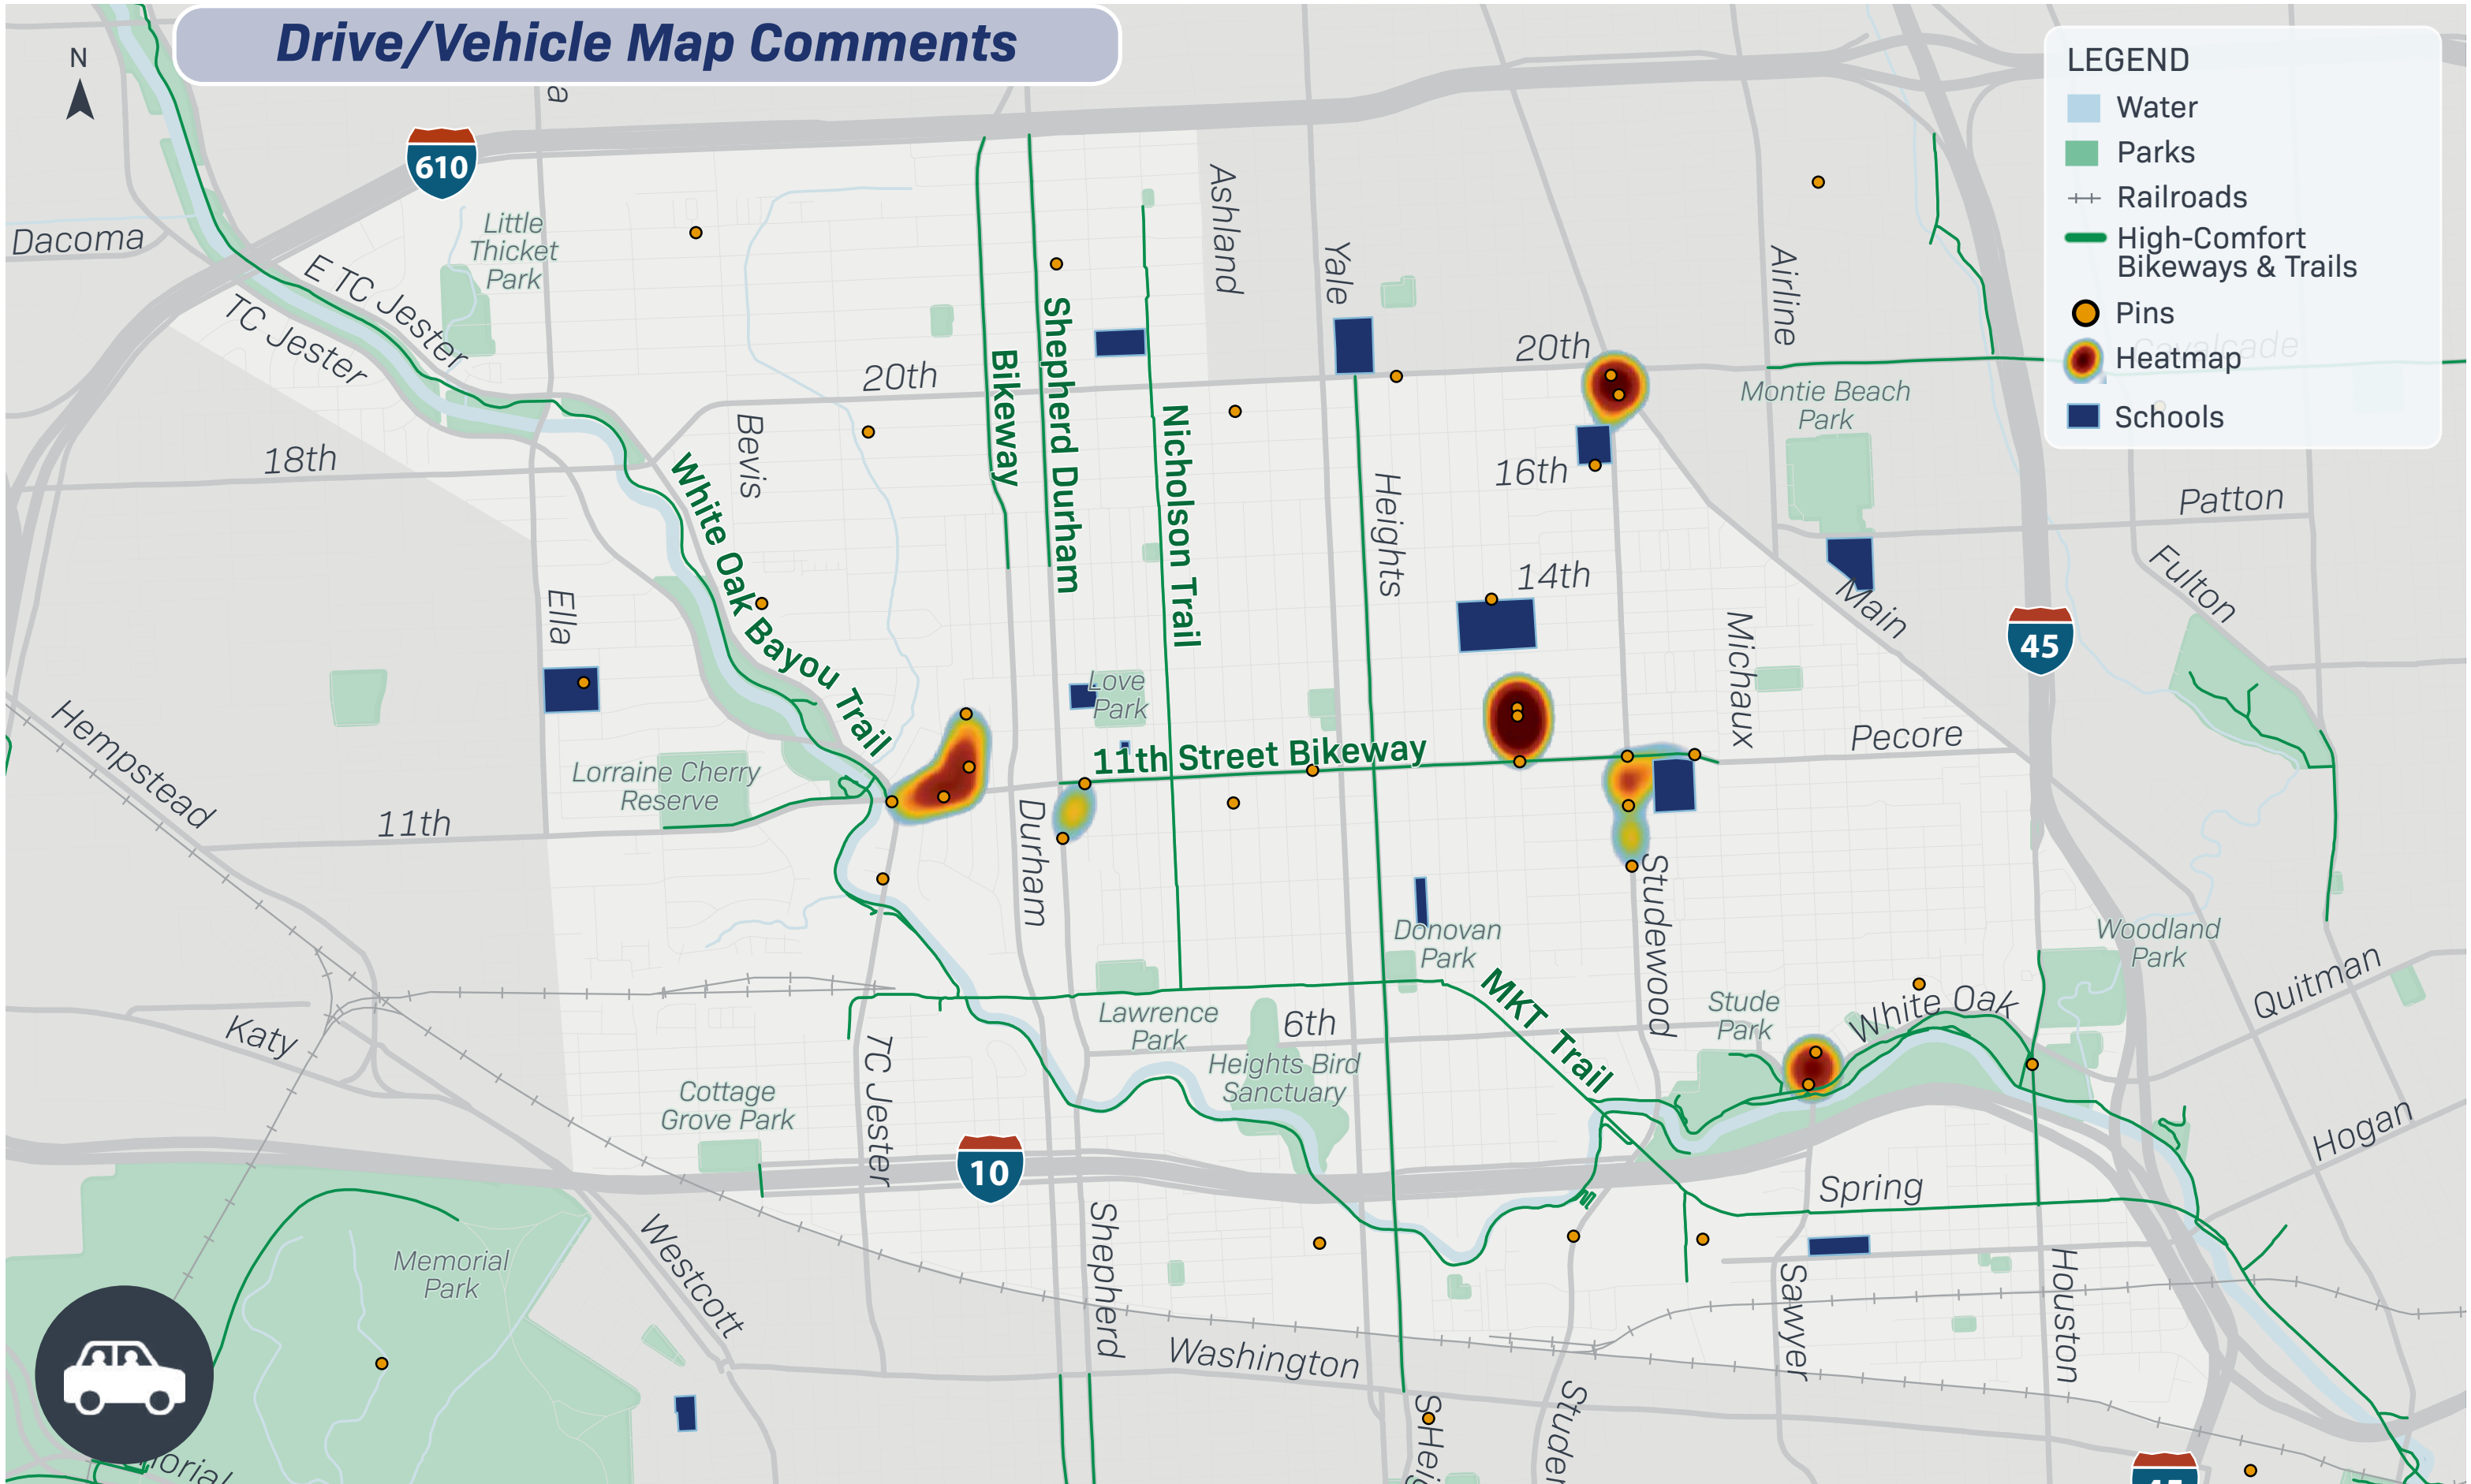 Drive/Vehicle Map Comments
N
LEGEND
Water
Parks
Railroads
High-Comfort
Bikeways & Trails
Pins
Heatmap
Schools
610
Dacoma
Little
Thicket
Park
E TC Jester
TC Jester
Ashland
Yale
Airline
20th
20th
Cavalcade
Montie Beach
Park
Bikeway
Shepherd Durham
Nicholson Trail
18th
Bevis
White Oak Bayou Trail
16th
Heights
Patton
14th
Fulton
Main
45
Ella
Michaux
Love
Park
Hempstead
11th Street Bikeway
Pecore
Lorraine Cherry
Reserve
11th
Durham
Studewood
Donovan
Park
Woodland
Park
Quitman
MKT Trail
Katy
Lawrence
Park
6th
Stude
Park
White Oak
Heights Bird
Sanctuary
Cottage
Grove Park
TC Jester
10
Hogan
Spring
Memorial
Park
Westcott
Shepherd
Sawyer
Houston
Washington
45